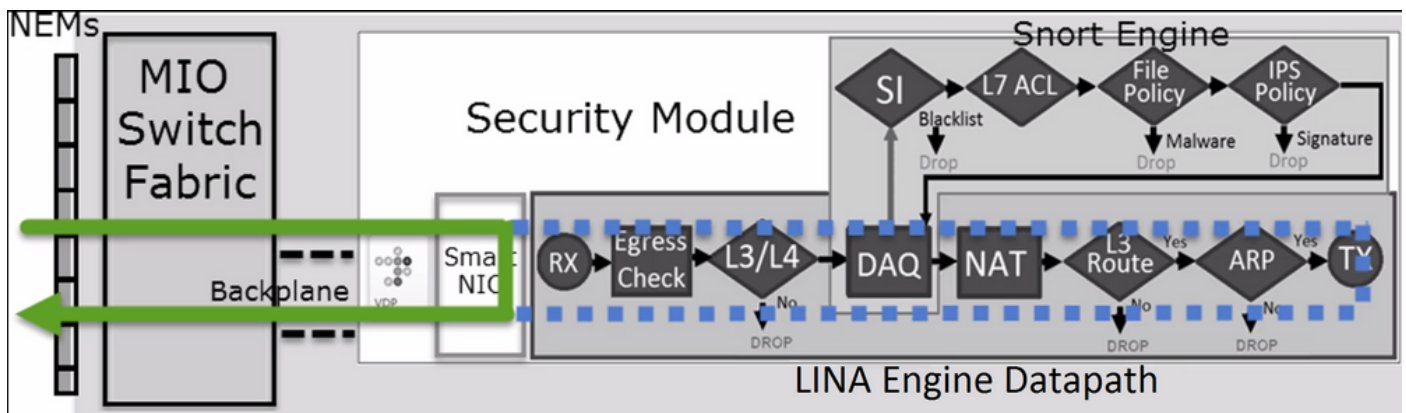 NEMs
MIO
Switch
Fabric
Backplane
VDP
Smart
NIC
Security Module
Snort Engine
SI
Blacklist
Drop
L7 ACL
File
Policy
Malware
Drop
IPS
Policy
Signature
Drop
RX
Egress
Check
L3/L4
No
DROP
DAQ
NAT
L3
Route
Yes
No
DROP
ARP
Yes
No
DROP
TX
LINA Engine Datapath